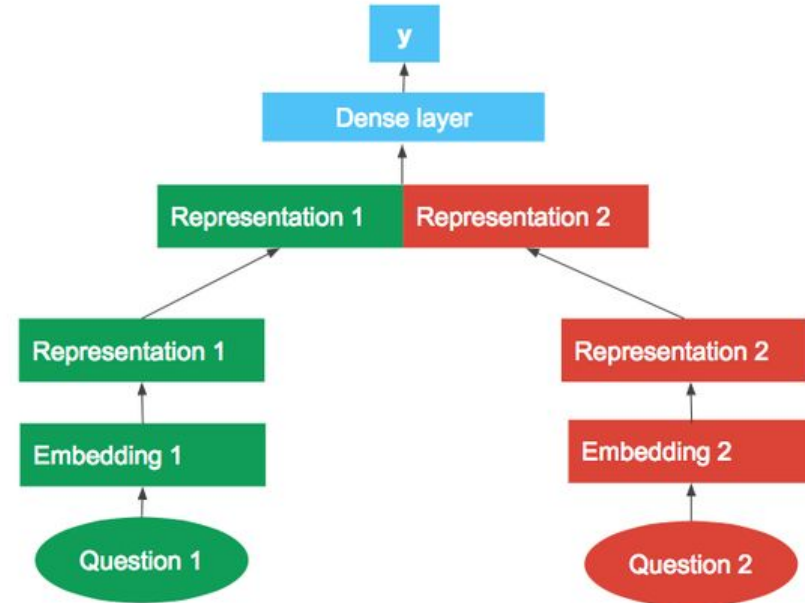 y
Dense layer
Representation 1 Representation 2
Representation 1 Representation 2
Embedding 1 Embedding 2
Question 1 Question 2